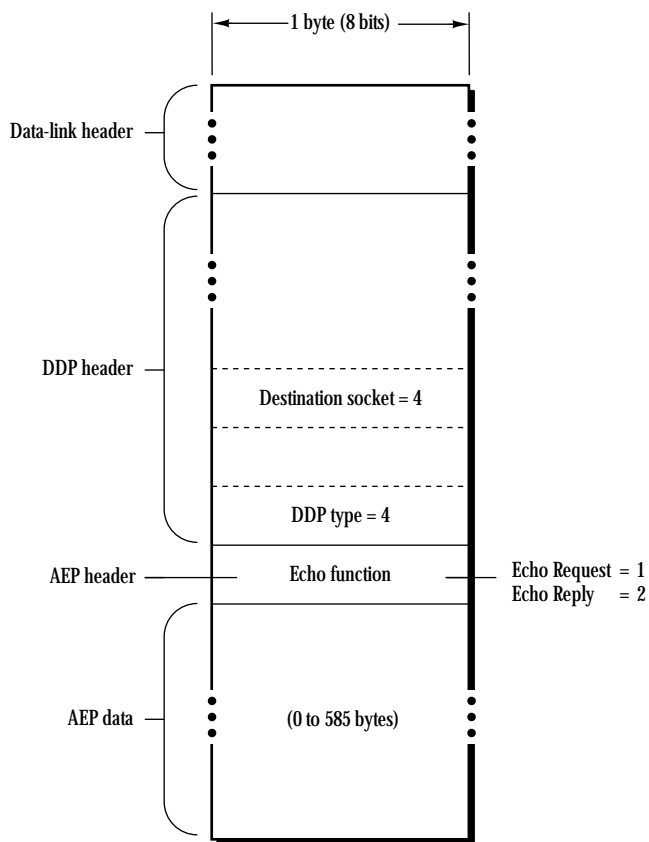 1 byte (8 bits)
Data-link header
DDP header
Destination socket = 4
DDP type = 4
AEP header
Echo function
Echo Request = 1
Echo Reply = 2
AEP data
(0 to 585 bytes)